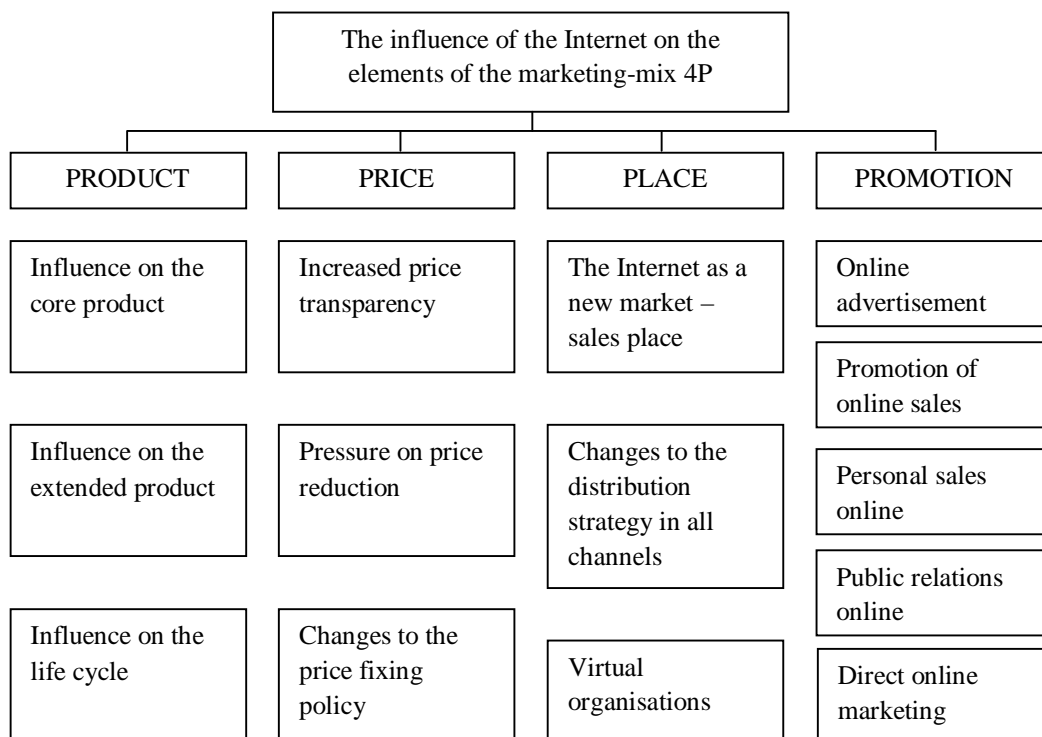 The influence of the Internet on the
elements of the marketing-mix 4P
PRODUCT
PRICE
PLACE
PROMOTION
Influence on the
core product
Influence on the
extended product
Influence on the
life cycle
Increased price
transparency
Pressure on price
reduction
Changes to the
price fixing
policy
The Internet as a
new market –
sales place
Changes to the
distribution
strategy in all
channels
Virtual
organisations
Online
advertisement
Promotion of
online sales
Personal sales
online
Public relations
online
Direct online
marketing